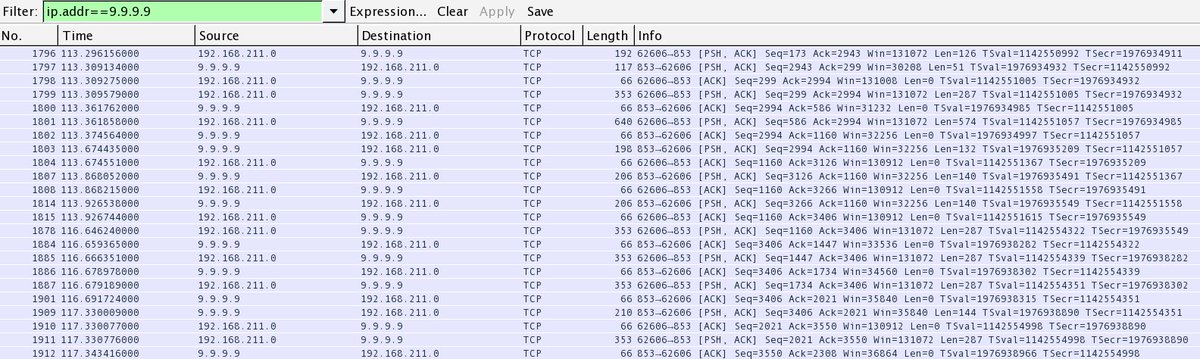 Filter: ip.addr==9.9.9.9 Expression... Clear Apply Save
No. Time Source Destination Protocol Length Info
1796 113.296156000 192.168.211.0 9.9.9.9 TCP 192 62606→853 [PSH, ACK] Seq=173 Ack=2943 Win=131072 Len=126 TSval=1142550992 TSecr=1976934911
1797 113.309134000 9.9.9.9 192.168.211.0 TCP 117 853→62606 [PSH, ACK] Seq=2943 Ack=299 Win=30208 Len=51 TSval=1976934932 TSecr=1142550992
1798 113.309275000 192.168.211.0 9.9.9.9 TCP 66 62606→853 [ACK] Seq=299 Ack=2994 Win=131008 Len=0 TSval=1142551005 TSecr=1976934932
1799 113.309579000 192.168.211.0 9.9.9.9 TCP 353 62606→853 [PSH, ACK] Seq=299 Ack=2994 Win=131072 Len=287 TSval=1142551005 TSecr=1976934932
1800 113.361762000 9.9.9.9 192.168.211.0 TCP 66 853→62606 [ACK] Seq=2994 Ack=586 Win=31232 Len=0 TSval=1976934985 TSecr=1142551005
1801 113.361858000 192.168.211.0 9.9.9.9 TCP 640 62606→853 [PSH, ACK] Seq=586 Ack=2994 Win=131072 Len=574 TSval=1142551057 TSecr=1976934985
1802 113.374564000 9.9.9.9 192.168.211.0 TCP 66 853→62606 [ACK] Seq=2994 Ack=1160 Win=32256 Len=0 TSval=1976934997 TSecr=1142551057
1803 113.674435000 9.9.9.9 192.168.211.0 TCP 198 853→62606 [PSH, ACK] Seq=2994 Ack=1160 Win=32256 Len=132 TSval=1976935209 TSecr=1142551057
1804 113.674551000 192.168.211.0 9.9.9.9 TCP 66 62606→853 [ACK] Seq=1160 Ack=3126 Win=130912 Len=0 TSval=1142551367 TSecr=1976935209
1807 113.868052000 9.9.9.9 192.168.211.0 TCP 206 853→62606 [PSH, ACK] Seq=3126 Ack=1160 Win=32256 Len=140 TSval=1976935491 TSecr=1142551367
1808 113.868215000 192.168.211.0 9.9.9.9 TCP 66 62606→853 [ACK] Seq=1160 Ack=3266 Win=130912 Len=0 TSval=1142551558 TSecr=1976935491
1814 113.926538000 9.9.9.9 192.168.211.0 TCP 206 853→62606 [PSH, ACK] Seq=3266 Ack=1160 Win=32256 Len=140 TSval=1976935549 TSecr=1142551558
1815 113.926744000 192.168.211.0 9.9.9.9 TCP 66 62606→853 [ACK] Seq=1160 Ack=3406 Win=130912 Len=0 TSval=1142551615 TSecr=1976935549
1878 116.646240000 192.168.211.0 9.9.9.9 TCP 353 62606→853 [PSH, ACK] Seq=1160 Ack=3406 Win=131072 Len=287 TSval=1142554322 TSecr=1976935549
1884 116.659365000 9.9.9.9 192.168.211.0 TCP 66 853→62606 [ACK] Seq=3406 Ack=1447 Win=33536 Len=0 TSval=1976938282 TSecr=1142554322
1885 116.666351000 192.168.211.0 9.9.9.9 TCP 353 62606→853 [PSH, ACK] Seq=1447 Ack=3406 Win=131072 Len=287 TSval=1142554339 TSecr=1976938282
1886 116.678978000 9.9.9.9 192.168.211.0 TCP 66 853→62606 [ACK] Seq=3406 Ack=1734 Win=34560 Len=0 TSval=1976938302 TSecr=1142554339
1887 116.679189000 192.168.211.0 9.9.9.9 TCP 353 62606→853 [PSH, ACK] Seq=1734 Ack=3406 Win=131072 Len=287 TSval=1142554351 TSecr=1976938302
1901 116.691724000 9.9.9.9 192.168.211.0 TCP 66 853→62606 [ACK] Seq=3406 Ack=2021 Win=35840 Len=0 TSval=1976938315 TSecr=1142554351
1909 117.330009000 9.9.9.9 192.168.211.0 TCP 210 853→62606 [PSH, ACK] Seq=3406 Ack=2021 Win=35840 Len=144 TSval=1976938890 TSecr=1142554351
1910 117.330077000 192.168.211.0 9.9.9.9 TCP 66 62606→853 [ACK] Seq=2021 Ack=3550 Win=130912 Len=0 TSval=1142554998 TSecr=1976938890
1911 117.330776000 192.168.211.0 9.9.9.9 TCP 353 62606→853 [PSH, ACK] Seq=2021 Ack=3550 Win=131072 Len=287 TSval=1142554998 TSecr=1976938890
1912 117.343416000 9.9.9.9 192.168.211.0 TCP 66 853→62606 [ACK] Seq=3550 Ack=2308 Win=36864 Len=0 TSval=1976938966 TSecr=1142554998